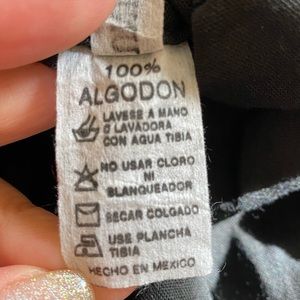 100%
ALGODON
LAVESE A MANO
O LAVADORA
CON AGUA TIBIA
NO USAR CLORO
NI
BLANQUEADOR
SECAR COLGADO
USE PLANCHA
TIBIA
HECHO EN MEXICO